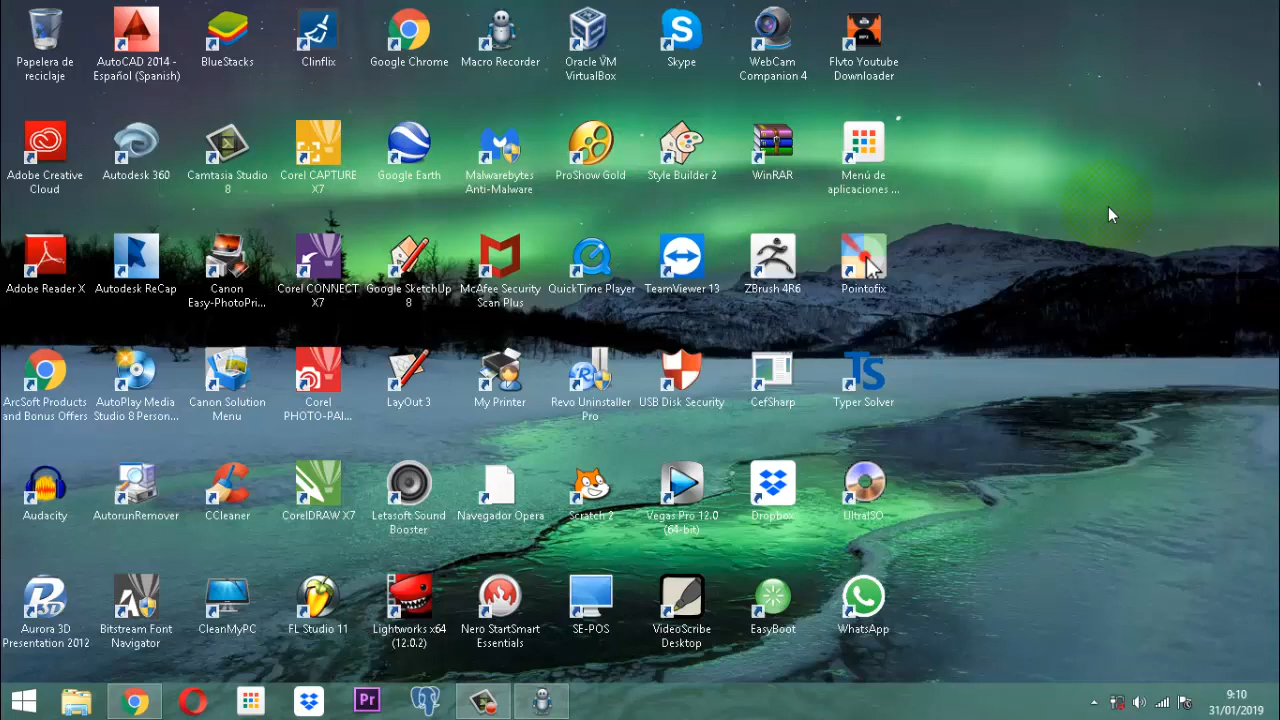 Papelera de
reciclaje
AutoCAD 2014 -
Español (Spanish)
BlueStacks
Clinflix
Google Chrome
Macro Recorder
Oracle VM
VirtualBox
Skype
WebCam
Companion 4
Flvto Youtube
Downloader
Adobe Creative
Cloud
Autodesk 360
Camtasia Studio
8
Corel CAPTURE
X7
Google Earth
Malwarebytes
Anti-Malware
ProShow Gold
Style Builder 2
WinRAR
Menú de
aplicaciones ...
Adobe Reader X
Autodesk ReCap
Canon
Easy-PhotoPri...
Corel CONNECT
X7
Google SketchUp
8
McAfee Security
Scan Plus
QuickTime Player
TeamViewer 13
ZBrush 4R6
Pointofix
ArcSoft Products
and Bonus Offers
AutoPlay Media
Studio 8 Person...
Canon Solution
Menu
Corel
PHOTO-PAI...
LayOut 3
My Printer
Revo Uninstaller
Pro
USB Disk Security
CefSharp
TS
Typer Solver
Audacity
AutorunRemover
CCleaner
CorelDRAW X7
Letasoft Sound
Booster
Navegador Opera
Scratch 2
Vegas Pro 12.0
(64-bit)
Dropbox
UltraISO
Aurora 3D
Presentation 2012
Bitstream Font
Navigator
CleanMyPC
FL Studio 11
Lightworks x64
(12.0.2)
Nero StartSmart
Essentials
SE-POS
VideoScribe
Desktop
EasyBoot
WhatsApp
Pr
9:10
31/01/2019